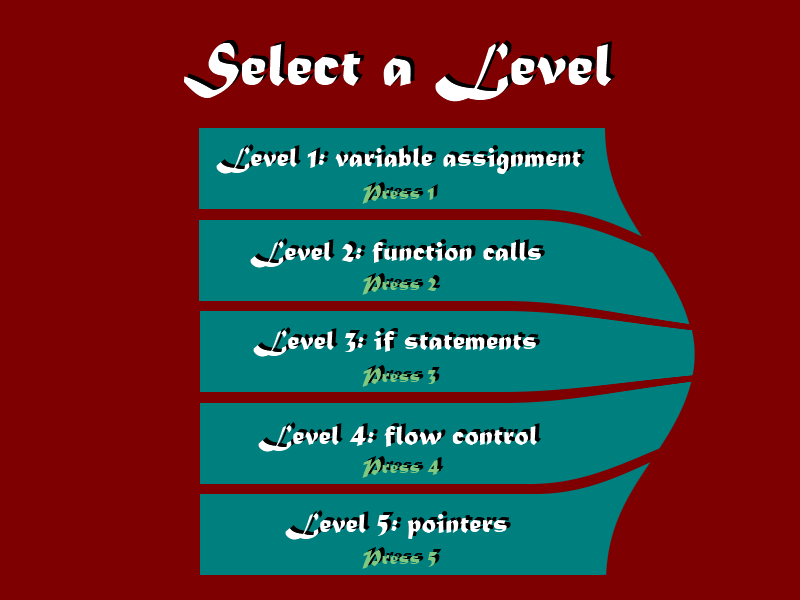 Select a Level
Level 1: variable assignment
Press 1
Level 2: function calls
Press 2
Level 3: if statements
Press 3
Level 4: flow control
Press 4
Level 5: pointers
Press 5